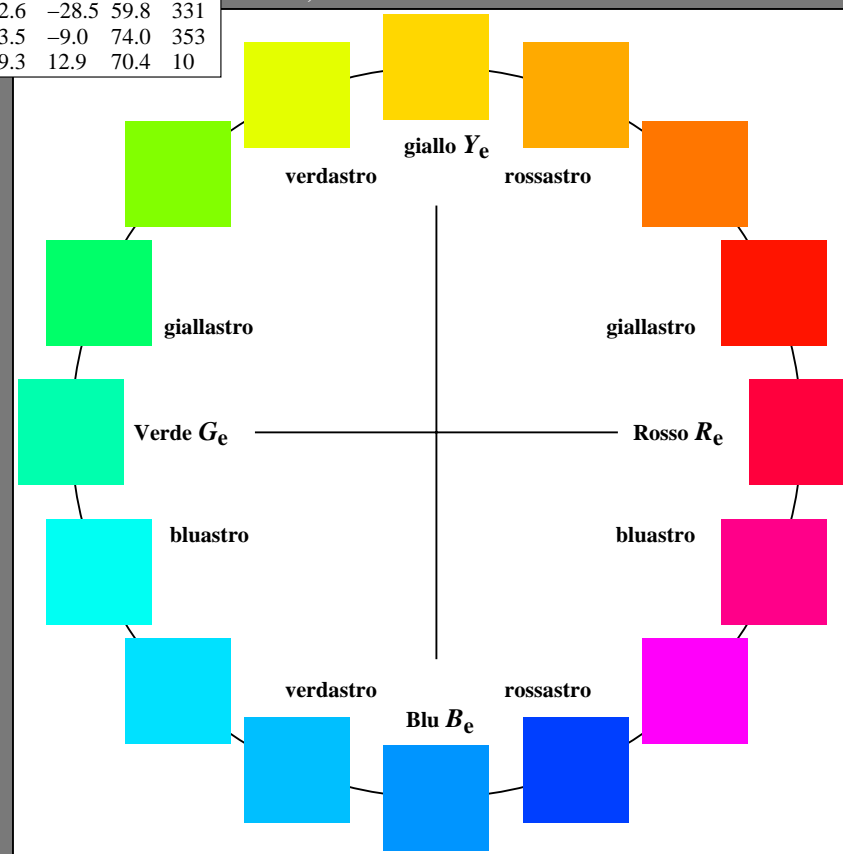 2.6 −28.5 59.8 331
3.5 −9.0 74.0 353
9.3 12.9 70.4 10
giallo Ye
verdastro rossastro
giallastro giallastro
Verde Ge Rosso Re
bluastro bluastro
verdastro rossastro
Blu Be